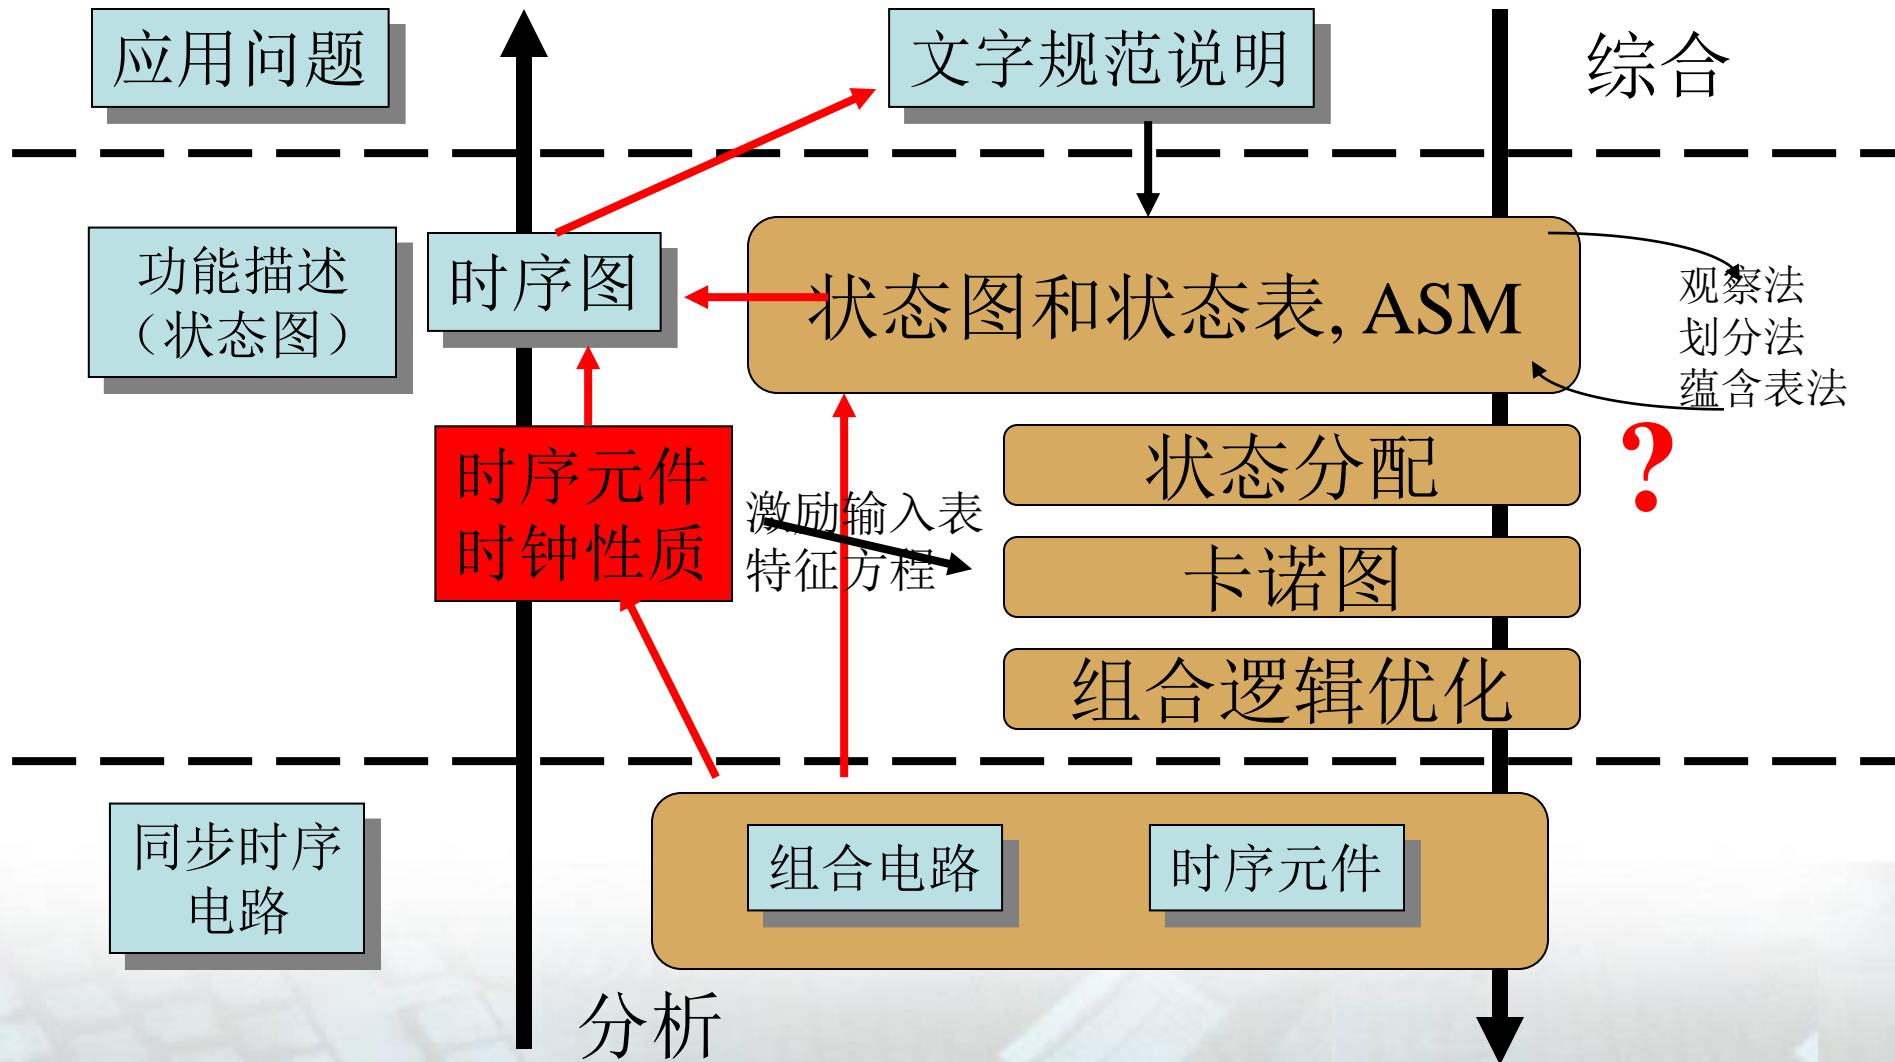 应用问题
文字规范说明
综合
功能描述
（状态图）
时序图
状态图和状态表, ASM
观察法
划分法
蕴含表法
时序元件
时钟性质
激励输入表
特征方程
状态分配
?
卡诺图
组合逻辑优化
同步时序
电路
组合电路
时序元件
分析